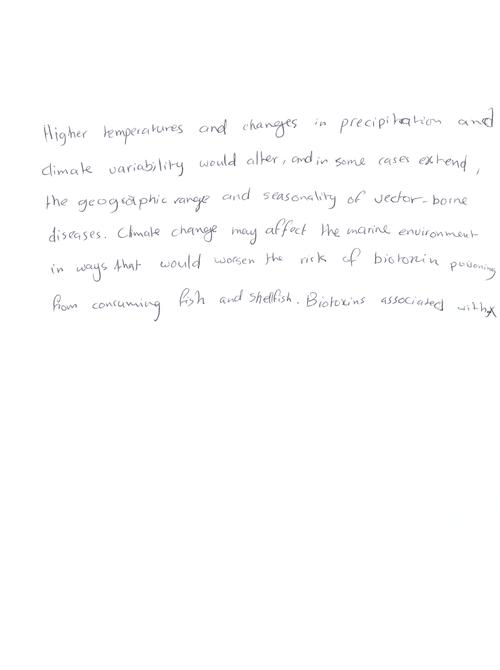 Higher temperatures and changes in precipitation and
climate variability would alter, and in some cases extend,
the geographic range and seasonality of vector-borne
diseases. Climate change may affect the marine environment
in ways that would worsen the risk of biotoxin poisoning
from consuming fish and shellfish. Biotoxins associated with